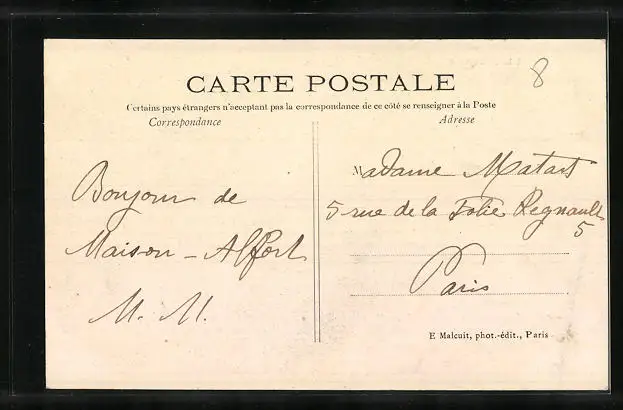 8
CARTE POSTALE
Certains pays étrangers n'acceptant pas la correspondance de ce côté se renseigner à la Poste
Correspondance
Bonjour de
Maison-Alfort
M. M.
Adresse
Madame Matart
5 rue de la Folie Regnault
5
Paris
E Malcuit, phot.-édit., Paris